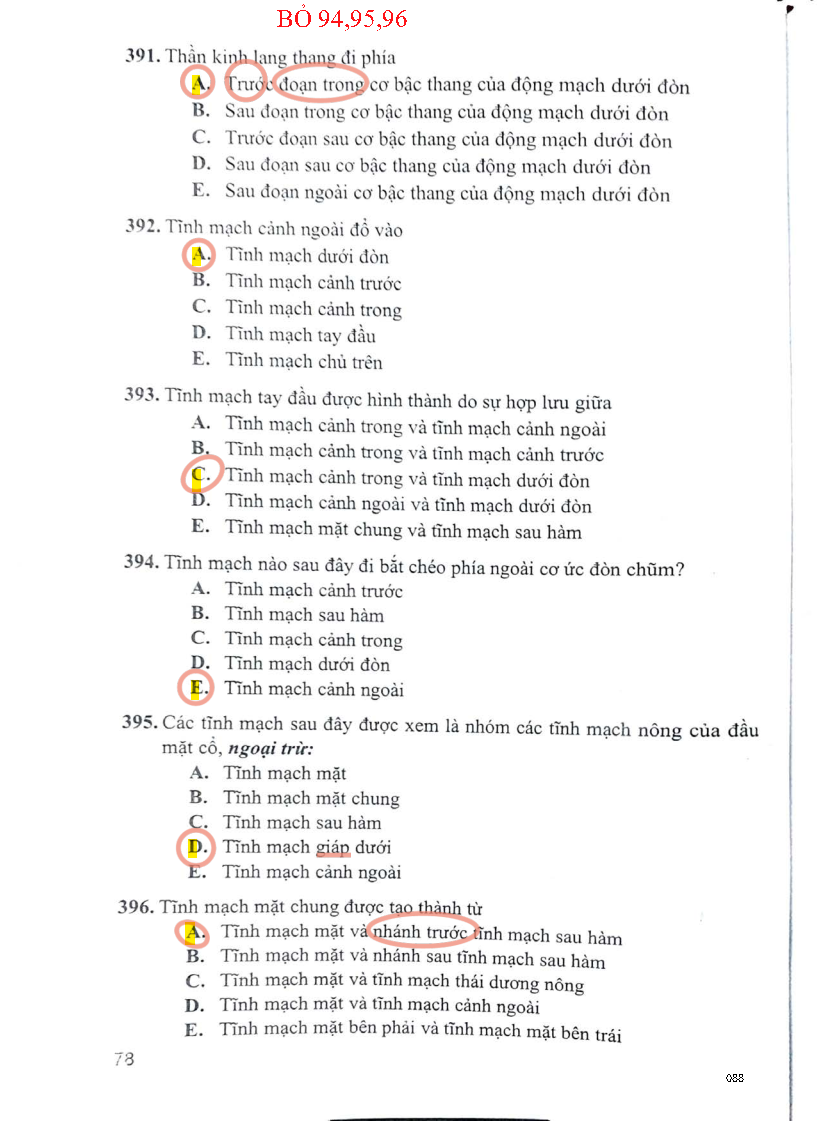 BỎ 94,95,96
391. Thần kinh lang thang đi phía
A. Trước đoạn trong cơ bậc thang của động mạch dưới đòn
B. Sau đoạn trong cơ bậc thang của động mạch dưới đòn
C. Trước đoạn sau cơ bậc thang của động mạch dưới đòn
D. Sau đoạn sau cơ bậc thang của động mạch dưới đòn
E. Sau đoạn ngoài cơ bậc thang của động mạch dưới đòn
392. Tĩnh mạch cảnh ngoài đổ vào
A. Tĩnh mạch dưới đòn
B. Tĩnh mạch cảnh trước
C. Tĩnh mạch cảnh trong
D. Tĩnh mạch tay đầu
E. Tĩnh mạch chủ trên
393. Tĩnh mạch tay đầu được hình thành do sự hợp lưu giữa
A. Tĩnh mạch cảnh trong và tĩnh mạch cảnh ngoài
B. Tĩnh mạch cảnh trong và tĩnh mạch cảnh trước
C. Tĩnh mạch cảnh trong và tĩnh mạch dưới đòn
D. Tĩnh mạch cảnh ngoài và tĩnh mạch dưới đòn
E. Tĩnh mạch mặt chung và tĩnh mạch sau hàm
394. Tĩnh mạch nào sau đây đi bắt chéo phía ngoài cơ ức đòn chũm?
A. Tĩnh mạch cảnh trước
B. Tĩnh mạch sau hàm
C. Tĩnh mạch cảnh trong
D. Tĩnh mạch dưới đòn
E. Tĩnh mạch cảnh ngoài
395. Các tĩnh mạch sau đây được xem là nhóm các tĩnh mạch nông của đầu
mặt cổ, ngoại trừ:
A. Tĩnh mạch mặt
B. Tĩnh mạch mặt chung
C. Tĩnh mạch sau hàm
D. Tĩnh mạch giáp dưới
E. Tĩnh mạch cảnh ngoài
396. Tĩnh mạch mặt chung được tạo thành từ
A. Tĩnh mạch mặt và nhánh trước tĩnh mạch sau hàm
B. Tĩnh mạch mặt và nhánh sau tĩnh mạch sau hàm
C. Tĩnh mạch mặt và tĩnh mạch thái dương nông
D. Tĩnh mạch mặt và tĩnh mạch cảnh ngoài
E. Tĩnh mạch mặt bên phải và tĩnh mạch mặt bên trái
78
088